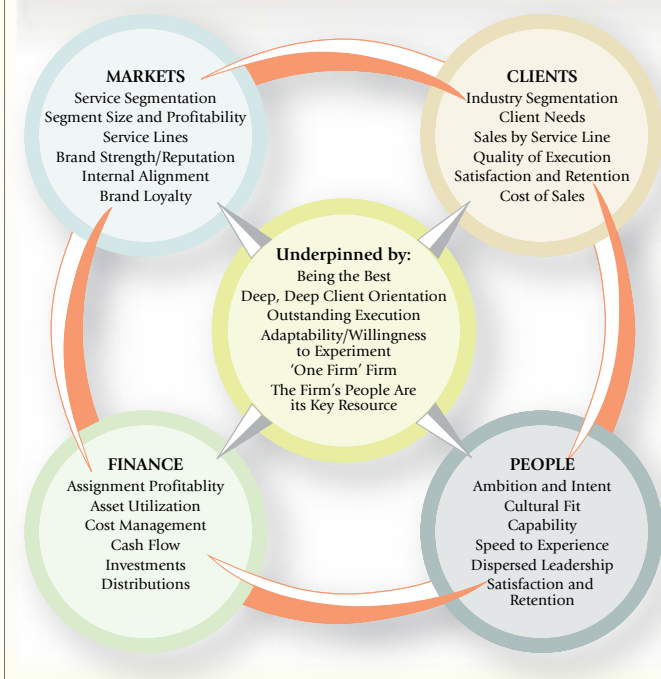 MARKETS
Service Segmentation
Segment Size and Profitability
Service Lines
Brand Strength/Reputation
Internal Alignment
Brand Loyalty
CLIENTS
Industry Segmentation
Client Needs
Sales by Service Line
Quality of Execution
Satisfaction and Retention
Cost of Sales
Underpinned by:
Being the Best
Deep, Deep Client Orientation
Outstanding Execution
Adaptability/Willingness
to Experiment
‘One Firm’ Firm
The Firm’s People Are
its Key Resource
FINANCE
Assignment Profitablity
Asset Utilization
Cost Management
Cash Flow
Investments
Distributions
PEOPLE
Ambition and Intent
Cultural Fit
Capability
Speed to Experience
Dispersed Leadership
Satisfaction and
Retention